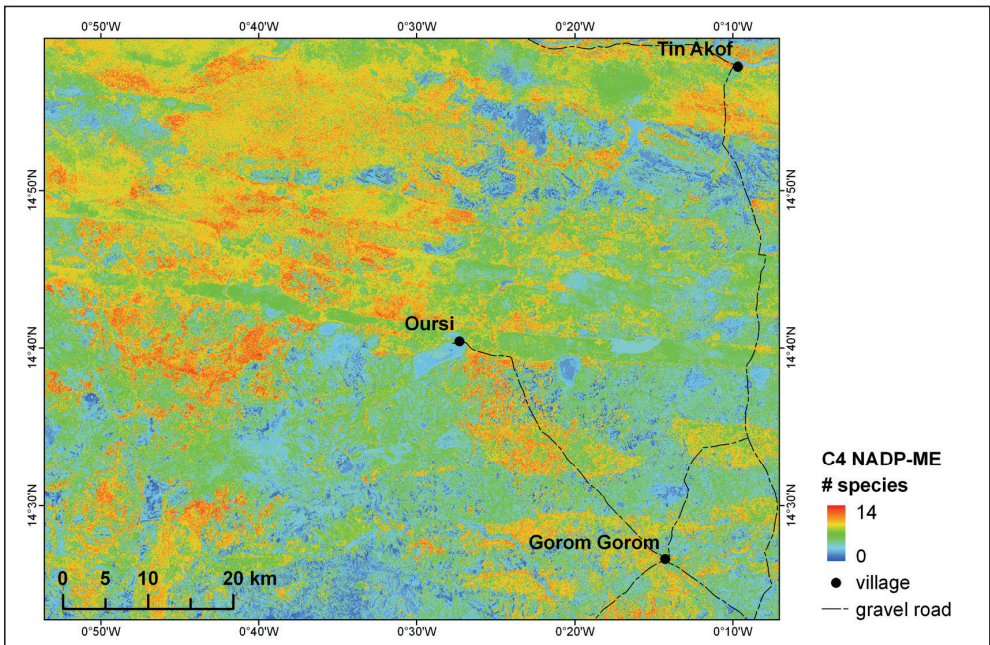 0°50'W 0°40'W 0°30'W 0°20'W 0°10'W
Tin Akof
14°50'N 14°50'N
Oursi
14°40'N 14°40'N
C4 NADP-ME
# species
14
0
village
gravel road
14°30'N 14°30'N
Gorom Gorom
0 5 10 20 km
0°50'W 0°40'W 0°30'W 0°20'W 0°10'W